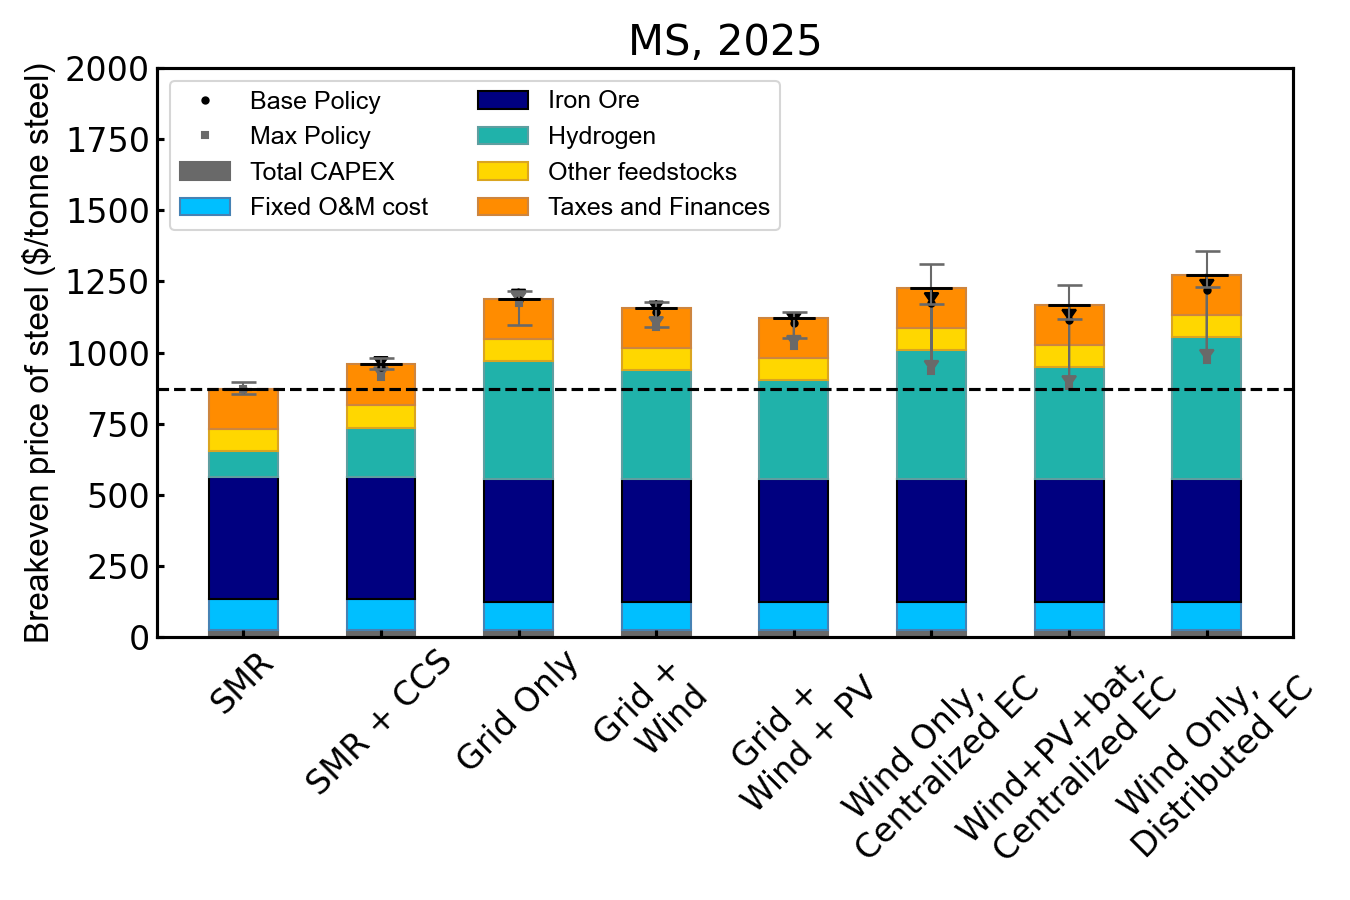 MS, 2025
Breakeven price of steel ($/tonne steel)
2000
1750
1500
1250
1000
750
500
250
0
Base Policy
Max Policy
Total CAPEX
Fixed O&M cost
Iron Ore
Hydrogen
Other feedstocks
Taxes and Finances
SMR
SMR + CCS
Grid Only
Grid +
Wind
Grid +
Wind + PV
Wind Only,
Centralized EC
Wind+PV+bat,
Centralized EC
Wind Only,
Distributed EC